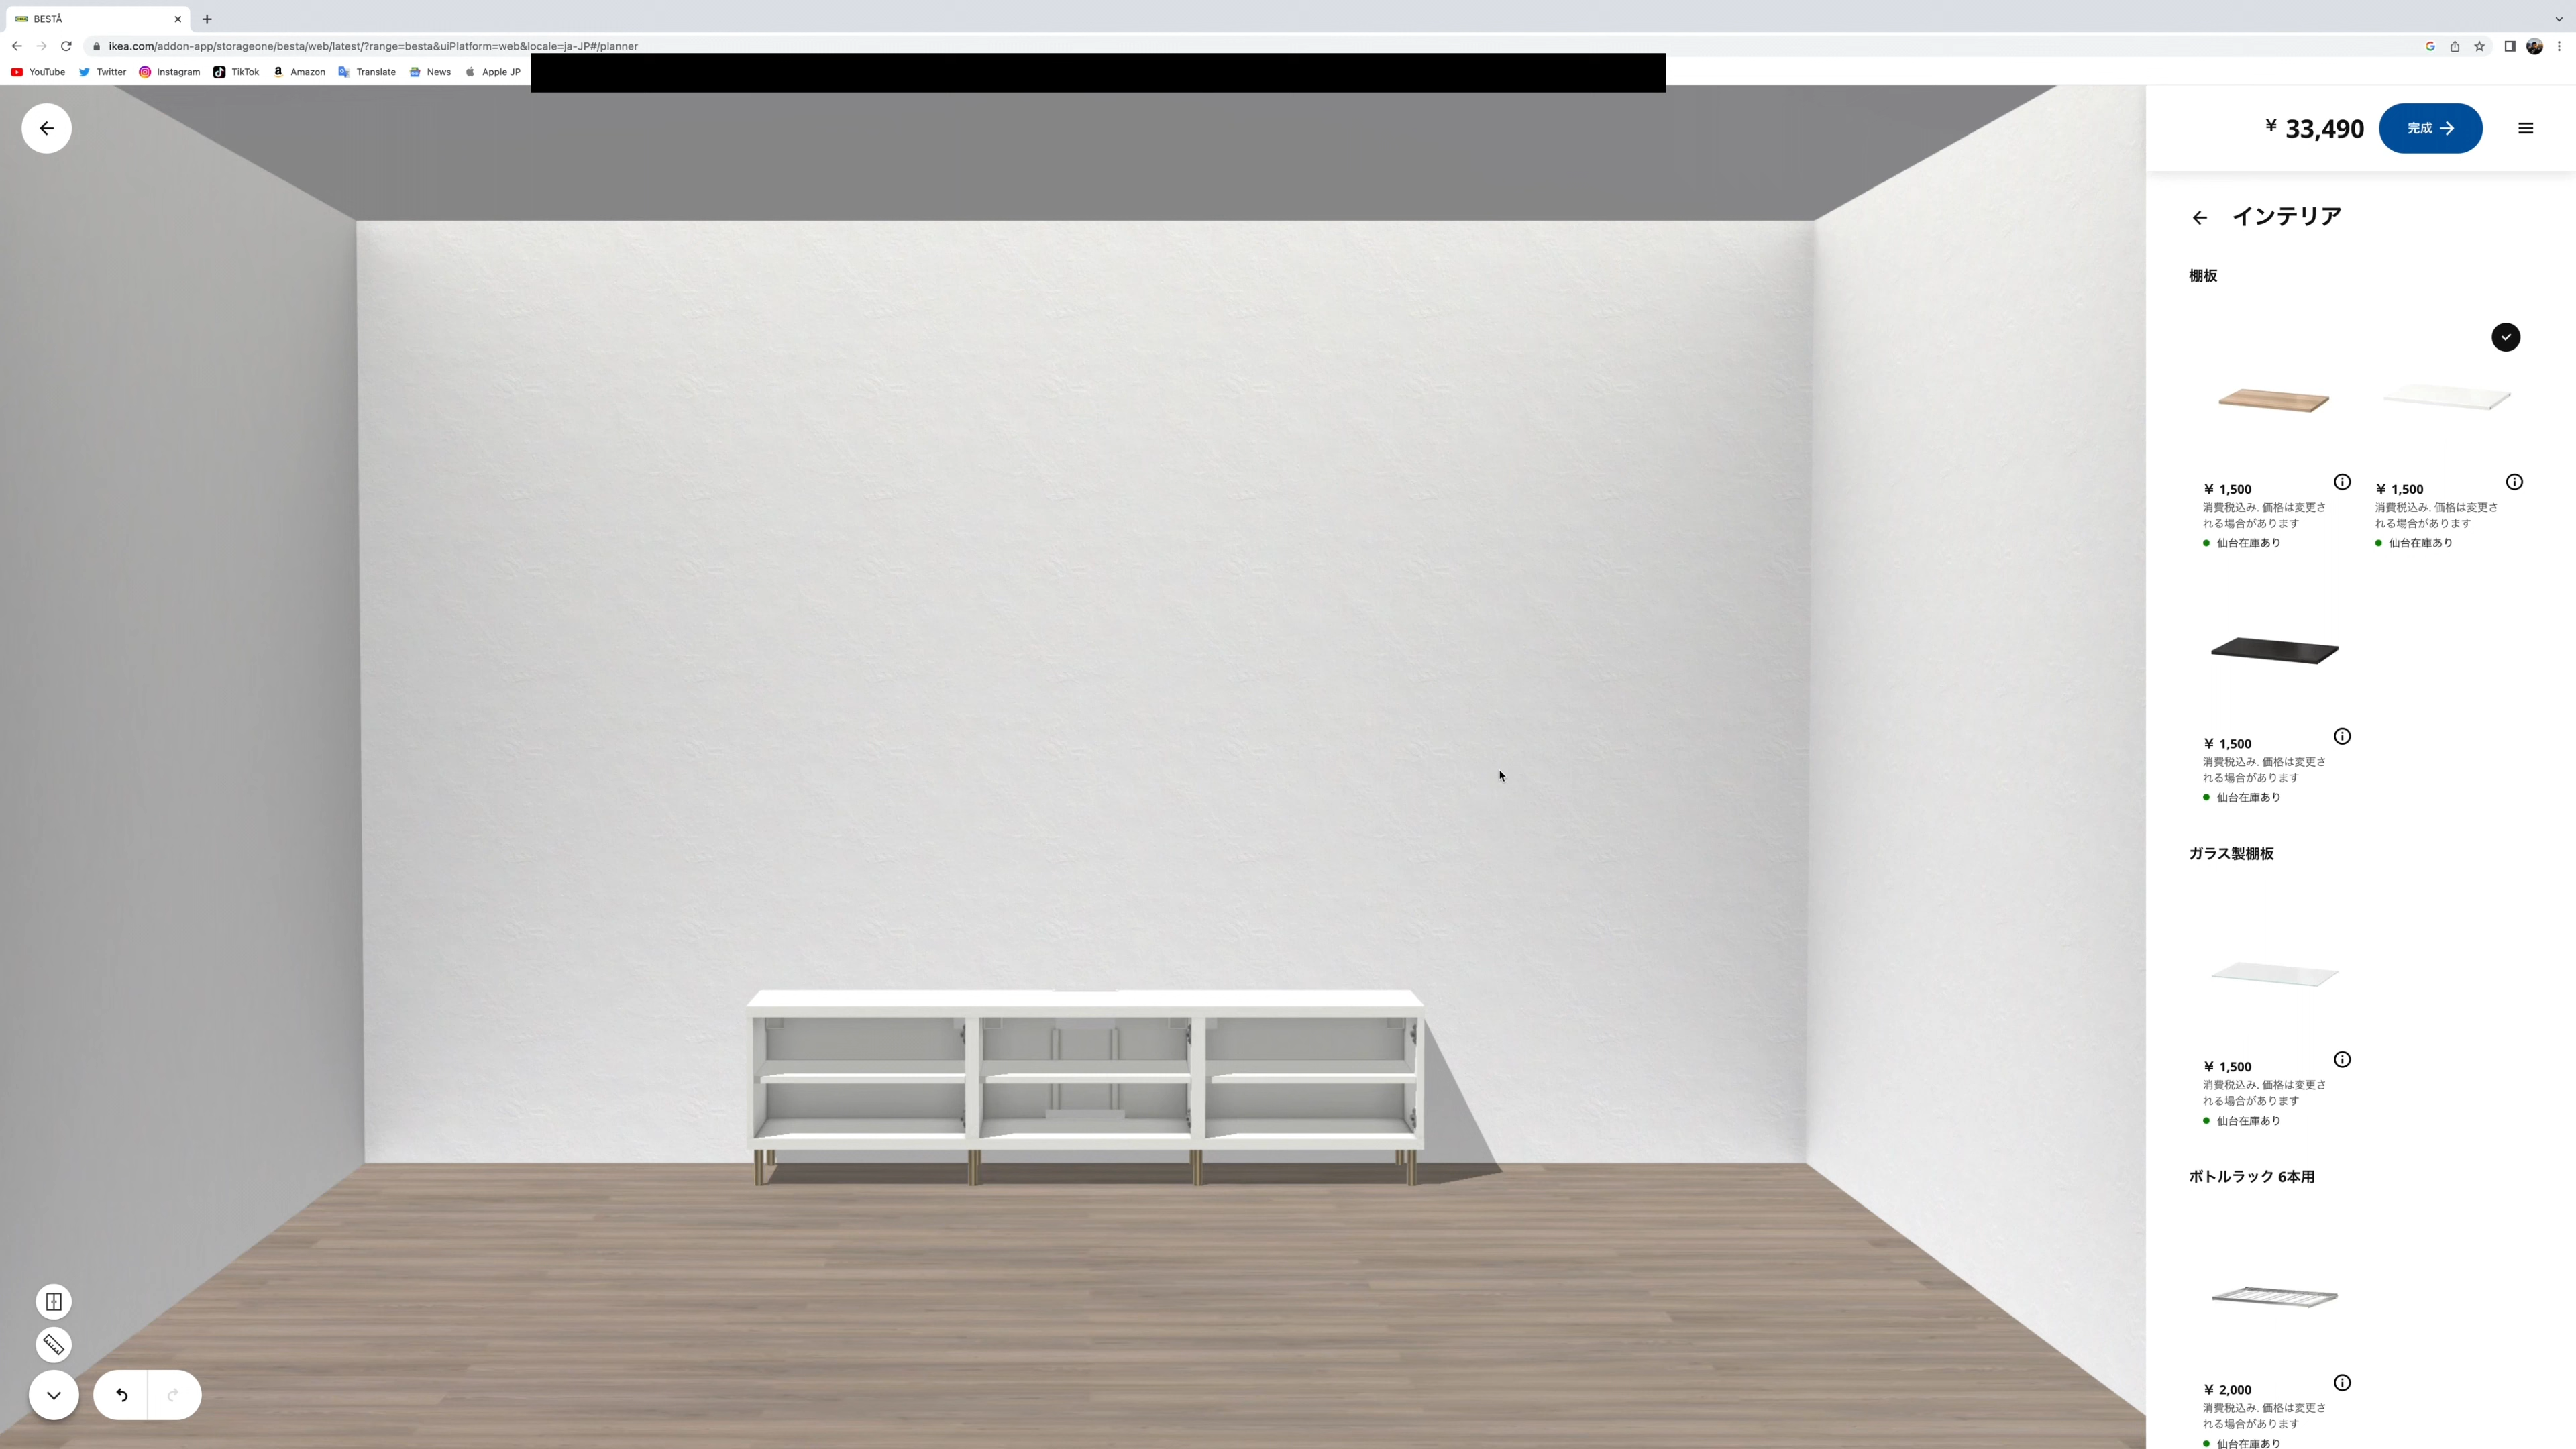 BESTÅ
ikea.com/addon-app/storageone/besta/web/latest/?range=besta&uiPlatform=web&locale=ja-JP#/planner
YouTube Twitter Instagram TikTok Amazon Translate News Apple JP
¥ 33,490 完成
インテリア
棚板
¥ 1,500
消費税込み. 価格は変更さ
れる場合があります
仙台在庫あり
¥ 1,500
消費税込み. 価格は変更さ
れる場合があります
仙台在庫あり
¥ 1,500
消費税込み. 価格は変更さ
れる場合があります
仙台在庫あり
ガラス製棚板
¥ 1,500
消費税込み. 価格は変更さ
れる場合があります
仙台在庫あり
ボトルラック 6本用
¥ 2,000
消費税込み. 価格は変更さ
れる場合があります
仙台在庫あり